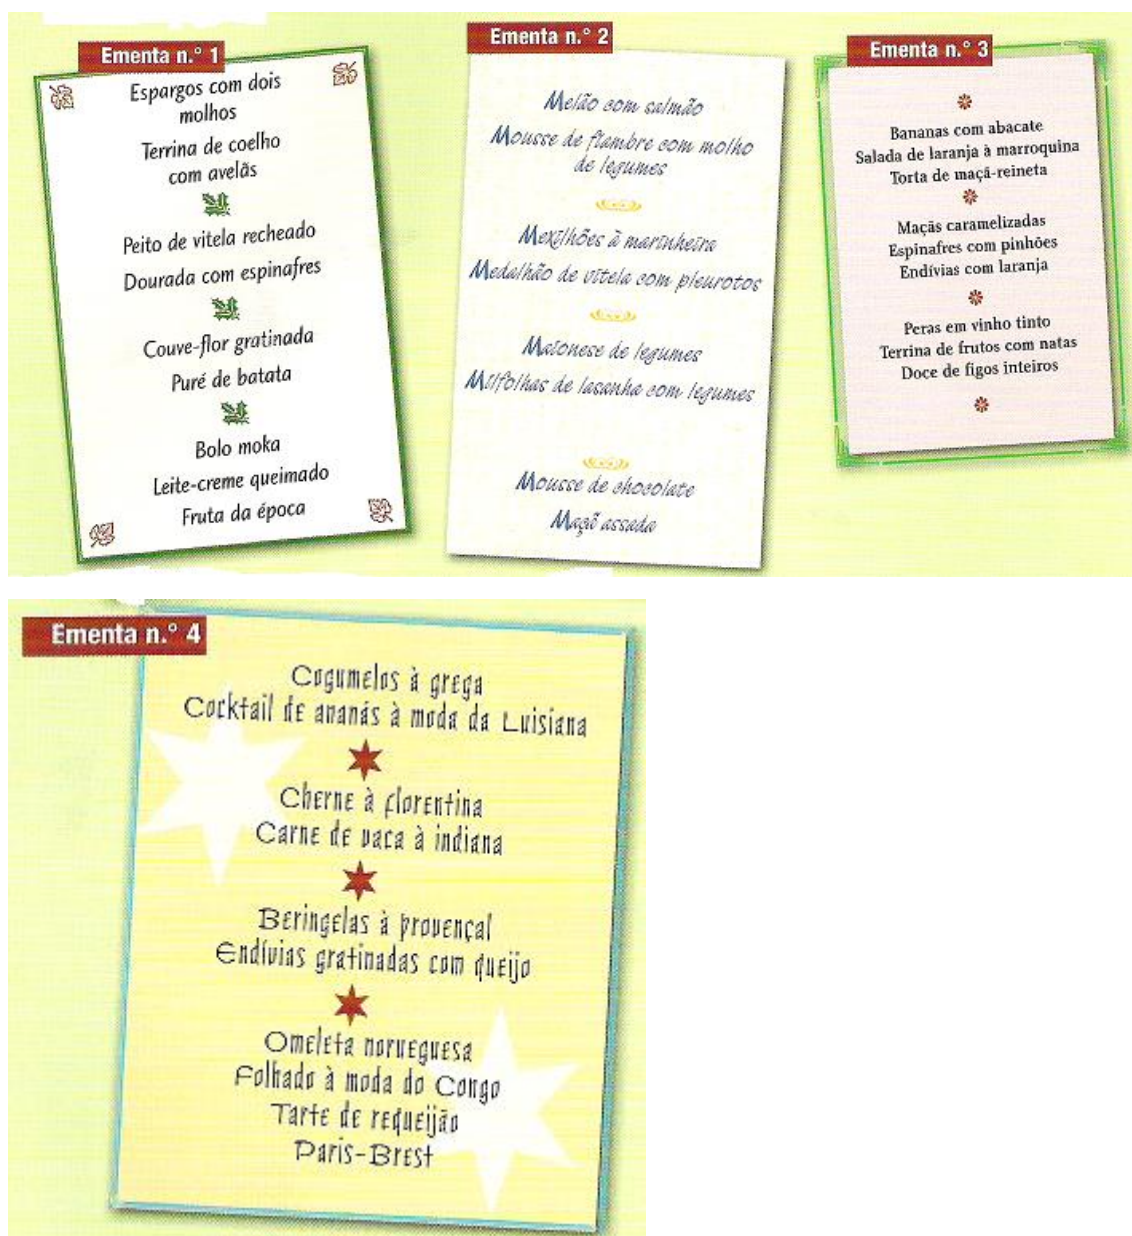 Ementa n.° 1
Espargos com dois
molhos
Terrina de coelho
com avelãs
Peito de vitela recheado
Dourada com espinafres
Couve-flor gratinada
Puré de batata
Bolo moka
Leite-creme queimado
Fruta da época
Ementa n.° 2
Melão com salmão
Mousse de fiambre com molho
de legumes
Mexilhões à marinheira
Medalhão de vitela com pleurotos
Maionese de legumes
Milfolhas de lasanha com legumes
Mousse de chocolate
Maçã assada
Ementa n.° 3
Bananas com abacate
Salada de laranja à marroquina
Torta de maçã-reineta
Maçãs caramelizadas
Espinafres com pinhões
Endívias com laranja
Peras em vinho tinto
Terrina de frutos com natas
Doce de figos inteiros
Ementa n.° 4
Cogumelos à grega
Cocktail de ananás à moda da Luisiana
Cherne à florentina
Carne de vaca à indiana
Beringelas à provençal
Endívias gratinadas com queijo
Omeleta norueguesa
Folhado à moda do Congo
Tarte de requeijão
Paris-Brest